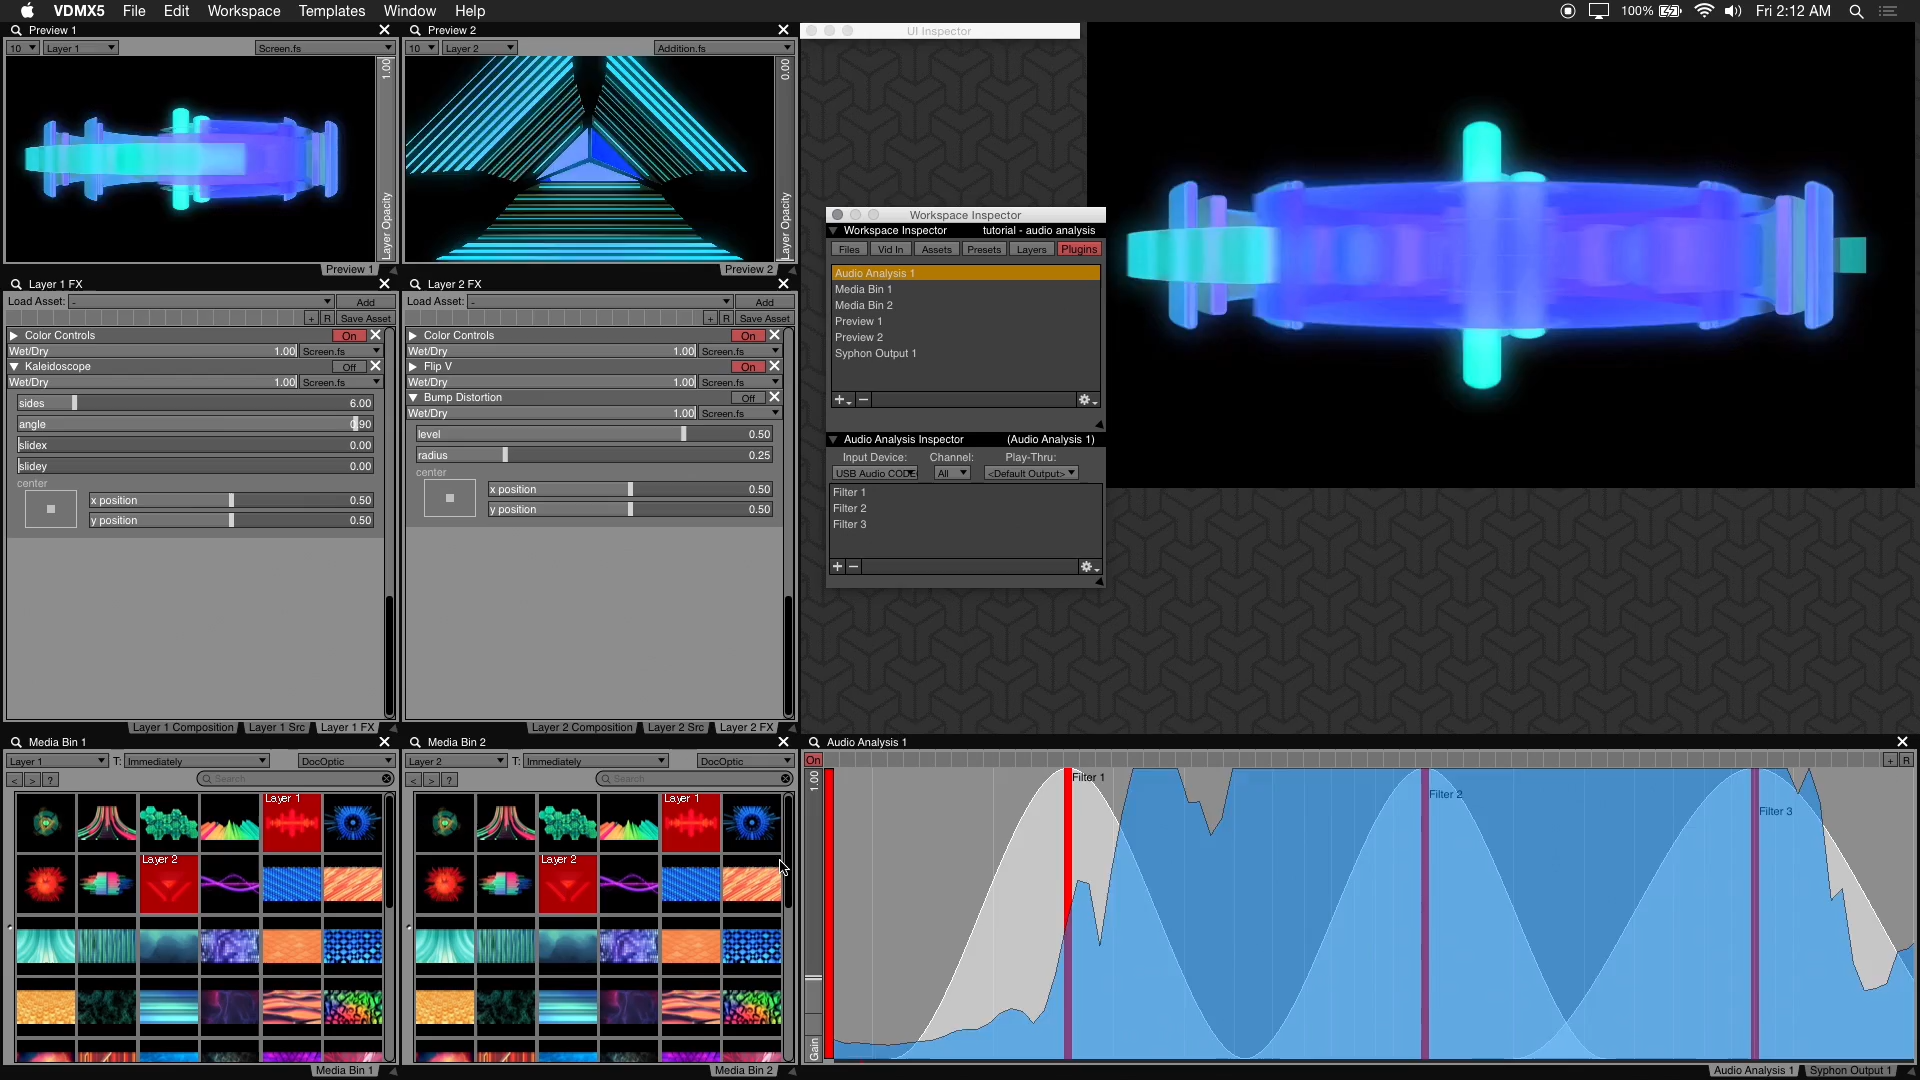 VDMX5 File Edit Workspace Templates Window Help
100% Fri 2:12 AM
Preview 1
10 Layer 1 Screen.fs
1.00
Layer Opacity
Preview 1
Preview 2
10 Layer 2 Addition.fs
0.00
Layer Opacity
Preview 2
UI Inspector
Workspace Inspector
Workspace Inspector tutorial - audio analysis
Files Vid In Assets Presets Layers Plugins
Audio Analysis 1
Media Bin 1
Media Bin 2
Preview 1
Preview 2
Syphon Output 1
Audio Analysis Inspector (Audio Analysis 1)
Input Device: Channel: Play-Thru:
USB Audio CODE All <Default Output>
Filter 1
Filter 2
Filter 3
Layer 1 FX
Load Asset: - Add
+ R Save Asset
Color Controls On
Wet/Dry 1.00 Screen.fs
Kaleidoscope Off
Wet/Dry 1.00 Screen.fs
sides 6.00
angle 0.90
slidex 0.00
slidey 0.00
center
x position 0.50
y position 0.50
Layer 1 Composition Layer 1 Src Layer 1 FX
Layer 2 FX
Load Asset: - Add
+ R Save Asset
Color Controls On
Wet/Dry 1.00 Screen.fs
Flip V On
Wet/Dry 1.00 Screen.fs
Bump Distortion Off
Wet/Dry 1.00 Screen.fs
level 0.50
radius 0.25
center
x position 0.50
y position 0.50
Layer 2 Composition Layer 2 Src Layer 2 FX
Media Bin 1
Layer 1 T: Immediately DocOptic
< > ? Search
Layer 1
Layer 2
Media Bin 1
Media Bin 2
Layer 2 T: Immediately DocOptic
< > ? Search
Layer 1
Layer 2
Media Bin 2
Audio Analysis 1
On + R
1.00
Gain
Filter 1
Filter 2
Filter 3
Audio Analysis 1 Syphon Output 1